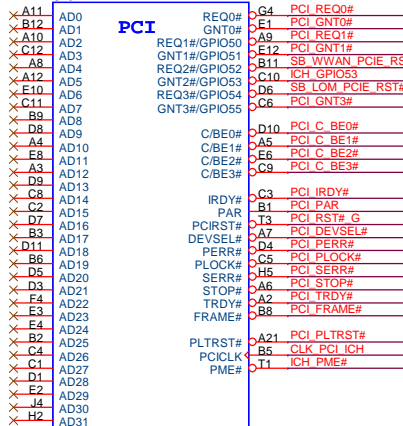 A11 AD0 REQ0# G4 PCI_REQ0#
B12 AD1 PCI GNT0# E1 PCI_GNT0#
A10 AD2 REQ1#/GPIO50 A9 PCI_REQ1#
C12 AD3 GNT1#/GPIO51 E12 PCI_GNT1#
A8 AD4 REQ2#/GPIO52 B11 SB_WWAN_PCIE_RS
A12 AD5 GNT2#/GPIO53 C10 ICH_GPIO53
E10 AD6 REQ3#/GPIO54 D6 SB_LOM_PCIE_RST#
C11 AD7 GNT3#/GPIO55 C6 PCI_GNT3#
B9 AD8
D8 AD9 C/BE0# D10 PCI_C_BE0#
A4 AD10 C/BE1# A5 PCI_C_BE1#
E8 AD11 C/BE2# E6 PCI_C_BE2#
A3 AD12 C/BE3# C9 PCI_C_BE3#
D9 AD13
C8 AD14 IRDY# C3 PCI_IRDY#
C2 AD15 PAR B1 PCI_PAR
D7 AD16 PCIRST# T3 PCI_RST#_G
B3 AD17 DEVSEL# A7 PCI_DEVSEL#
D11 AD18 PERR# D4 PCI_PERR#
B6 AD19 PLOCK# C5 PCI_PLOCK#
D5 AD20 SERR# H5 PCI_SERR#
D3 AD21 STOP# A6 PCI_STOP#
AD22 TRDY# A2 PCI_TRDY#
E3 AD23 FRAME# B8 PCI_FRAME#
AD24
B2 AD25 PLTRST# A21 PCI_PLTRST#
C4 AD26 PCICLK B5 CLK_PCI_ICH
C1 AD27 PME# T1 ICH_PME#
D1 AD28
E2 AD29
J4 AD30
H2 AD31